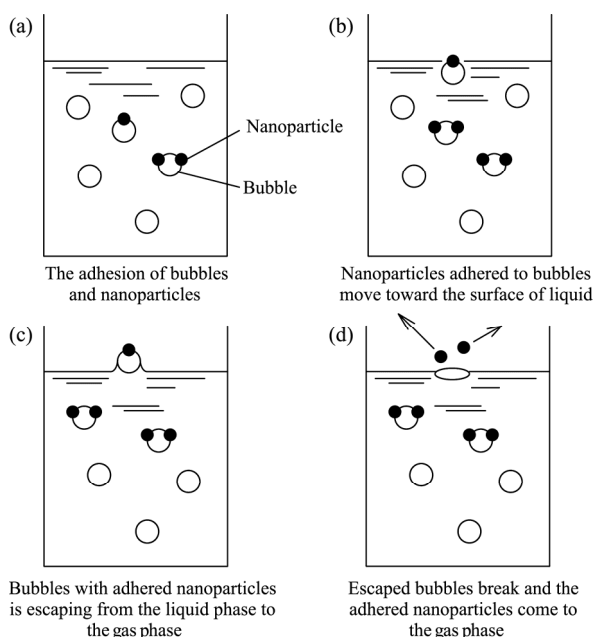 (a)
Nanoparticle
Bubble
The adhesion of bubbles
and nanoparticles
(b)
Nanoparticles adhered to bubbles
move toward the surface of liquid
(c)
Bubbles with adhered nanoparticles
is escaping from the liquid phase to
the gas phase
(d)
Escaped bubbles break and the
adhered nanoparticles come to
the gas phase